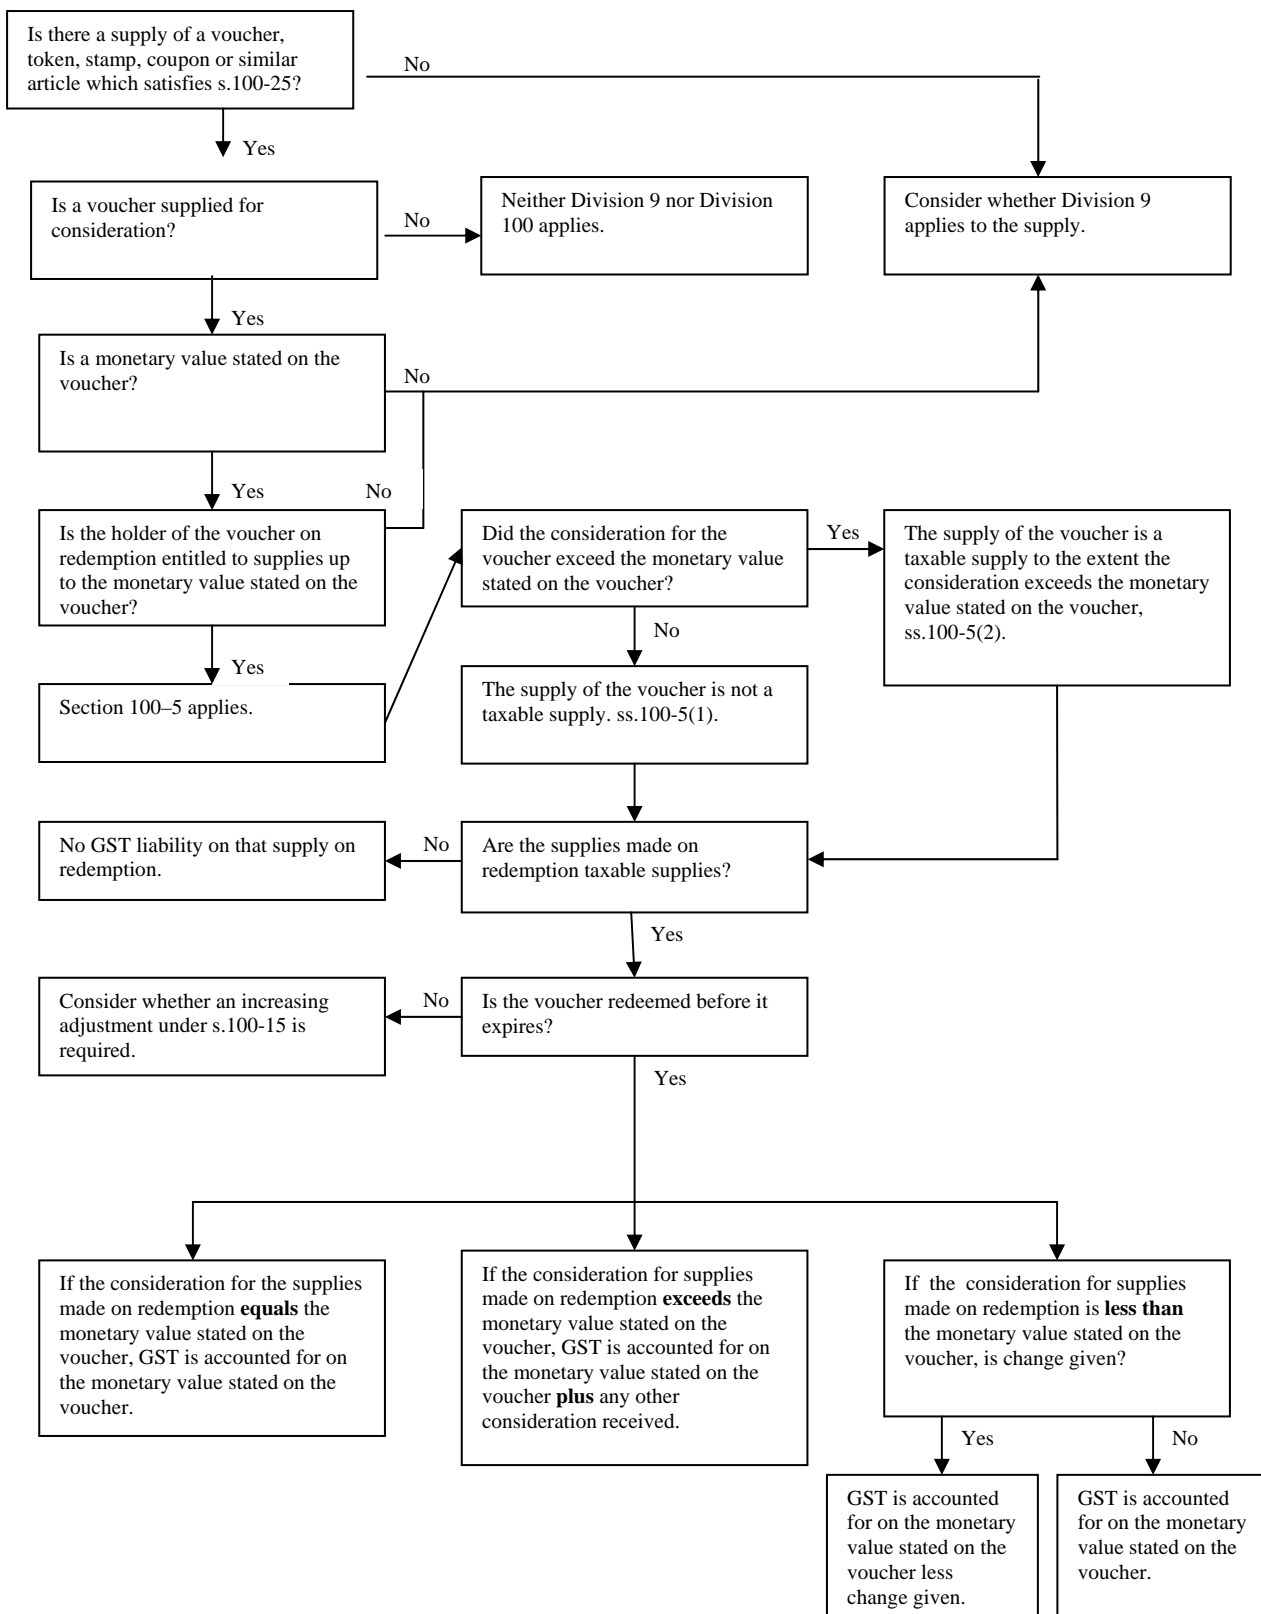 Is there a supply of a voucher,
token, stamp, coupon or similar
article which satisfies s.100-25?
No
Yes
Is a voucher supplied for
consideration?
No
Neither Division 9 nor Division
100 applies.
Consider whether Division 9
applies to the supply.
Yes
Is a monetary value stated on the
voucher?
No
Yes
No
Is the holder of the voucher on
redemption entitled to supplies up
to the monetary value stated on the
voucher?
Did the consideration for the
voucher exceed the monetary value
stated on the voucher?
Yes
The supply of the voucher is a
taxable supply to the extent the
consideration exceeds the monetary
value stated on the voucher,
ss.100-5(2).
Yes
No
Section 100–5 applies.
The supply of the voucher is not a
taxable supply. ss.100-5(1).
No GST liability on that supply on
redemption.
No
Are the supplies made on
redemption taxable supplies?
Yes
Consider whether an increasing
adjustment under s.100-15 is
required.
No
Is the voucher redeemed before it
expires?
Yes
If the consideration for the supplies
made on redemption equals the
monetary value stated on the
voucher, GST is accounted for on
the monetary value stated on the
voucher.
If the consideration for supplies
made on redemption exceeds the
monetary value stated on the
voucher, GST is accounted for on
the monetary value stated on the
voucher plus any other
consideration received.
If the consideration for supplies
made on redemption is less than
the monetary value stated on the
voucher, is change given?
Yes
No
GST is accounted
for on the monetary
value stated on the
voucher less
change given.
GST is accounted
for on the monetary
value stated on the
voucher.